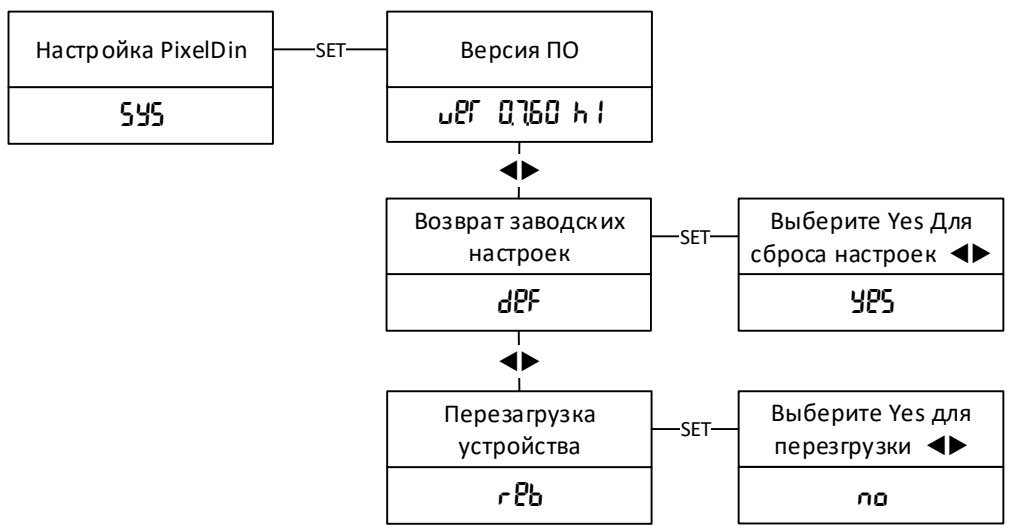 Настройка PixelDin
SET
Версия ПО
SYS
ver 0.7.60 h1
Возврат заводских
настроек
SET
Выберите Yes Для
сброса настроек ◀▶
def
yes
Перезагрузка
устройства
SET
Выберите Yes для
перезгрузки ◀▶
reb
no